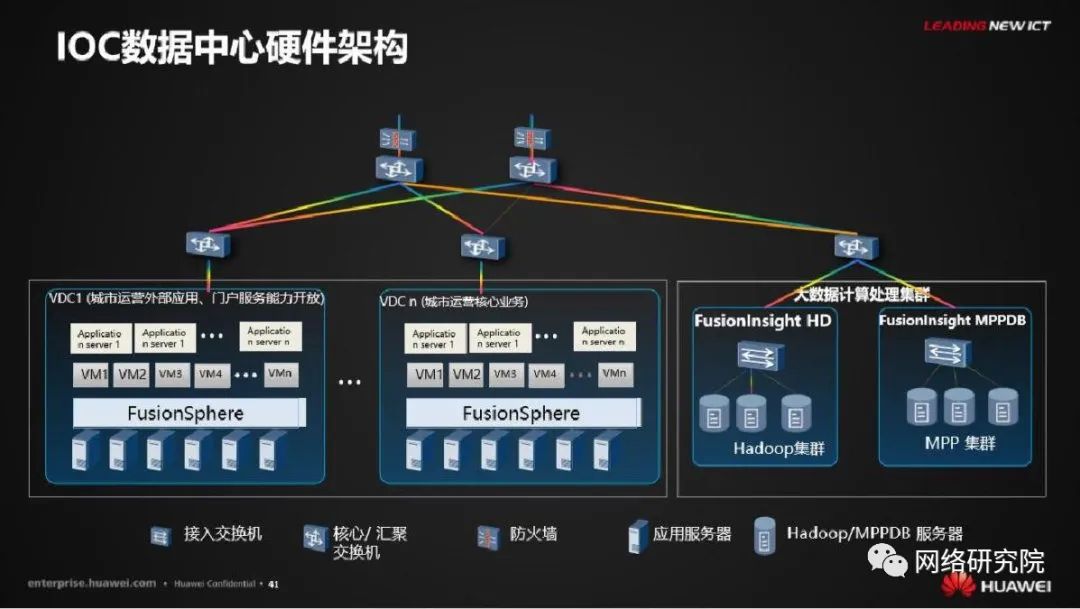 LEADING NEW ICT
IOC数据中心硬件架构
VDC1 (城市运营外部应用、门户服务能力开放)
Applicatio
n server 1
Applicatio
n server 1
Applicatio
n server n
VM1 VM2 VM3 VM4 VMn
FusionSphere
VDC n (城市运营核心业务)
Applicatio
n server 1
Applicatio
n server 1
Applicatio
n server n
VM1 VM2 VM3 VM4 VMn
FusionSphere
大数据计算处理集群
FusionInsight HD
Hadoop集群
FusionInsight MPPDB
MPP 集群
接入交换机
核心/ 汇聚
交换机
防火墙
应用服务器
Hadoop/MPPDB 服务器
网络研究院
enterprise.huawei.com • Huawei Confidential • 41
HUAWEI